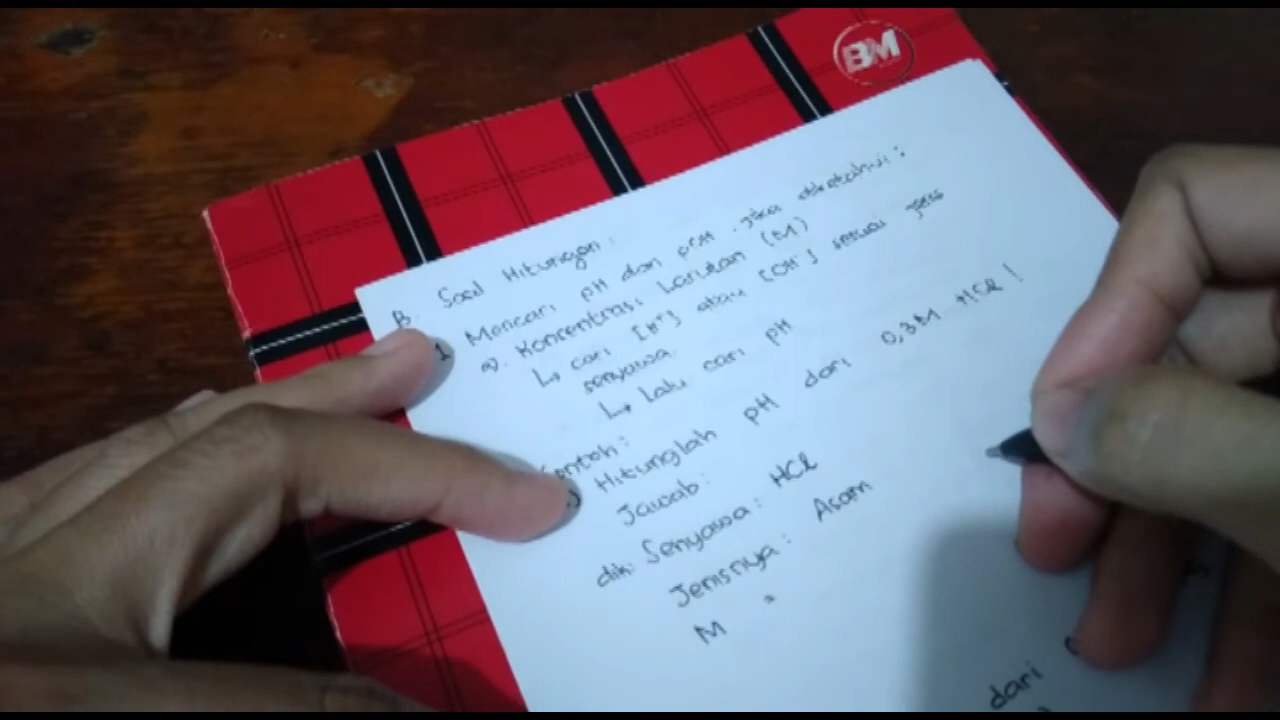 BM
B. Soal Hitungan :
1 Mencari pH dan pOH. Jika diketahui :
a). Konsentrasi Larutan (M)
↳ cari [H⁺] atau [OH⁻] sesuai jenis
senyawa.
↳ Lalu cari pH
Contoh :
Hitunglah pH dari 0,3M HCl !
Jawab :
dik: Senyawa : HCl
Jenisnya : Asam
M =
dari